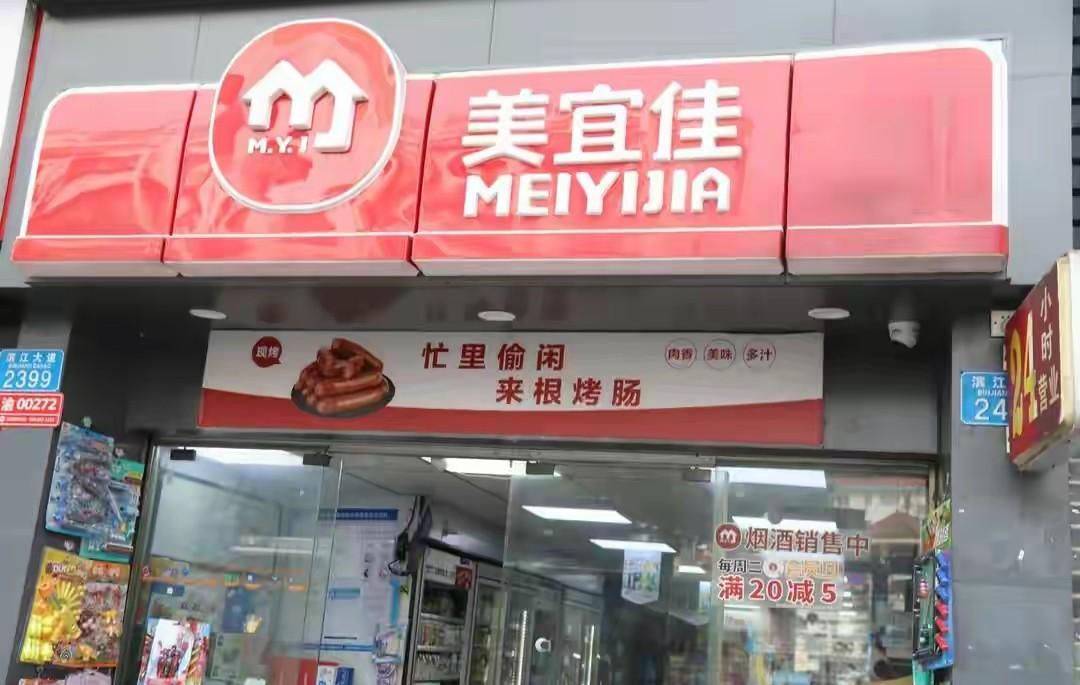 M.Y.J
美宜佳
MEIYIJIA
现烤
忙里偷闲
来根烤肠
肉香 美味 多汁
滨江大道
2399
渝00272
滨江
24
24
小时
营业
烟酒销售中
每周二
满20减5